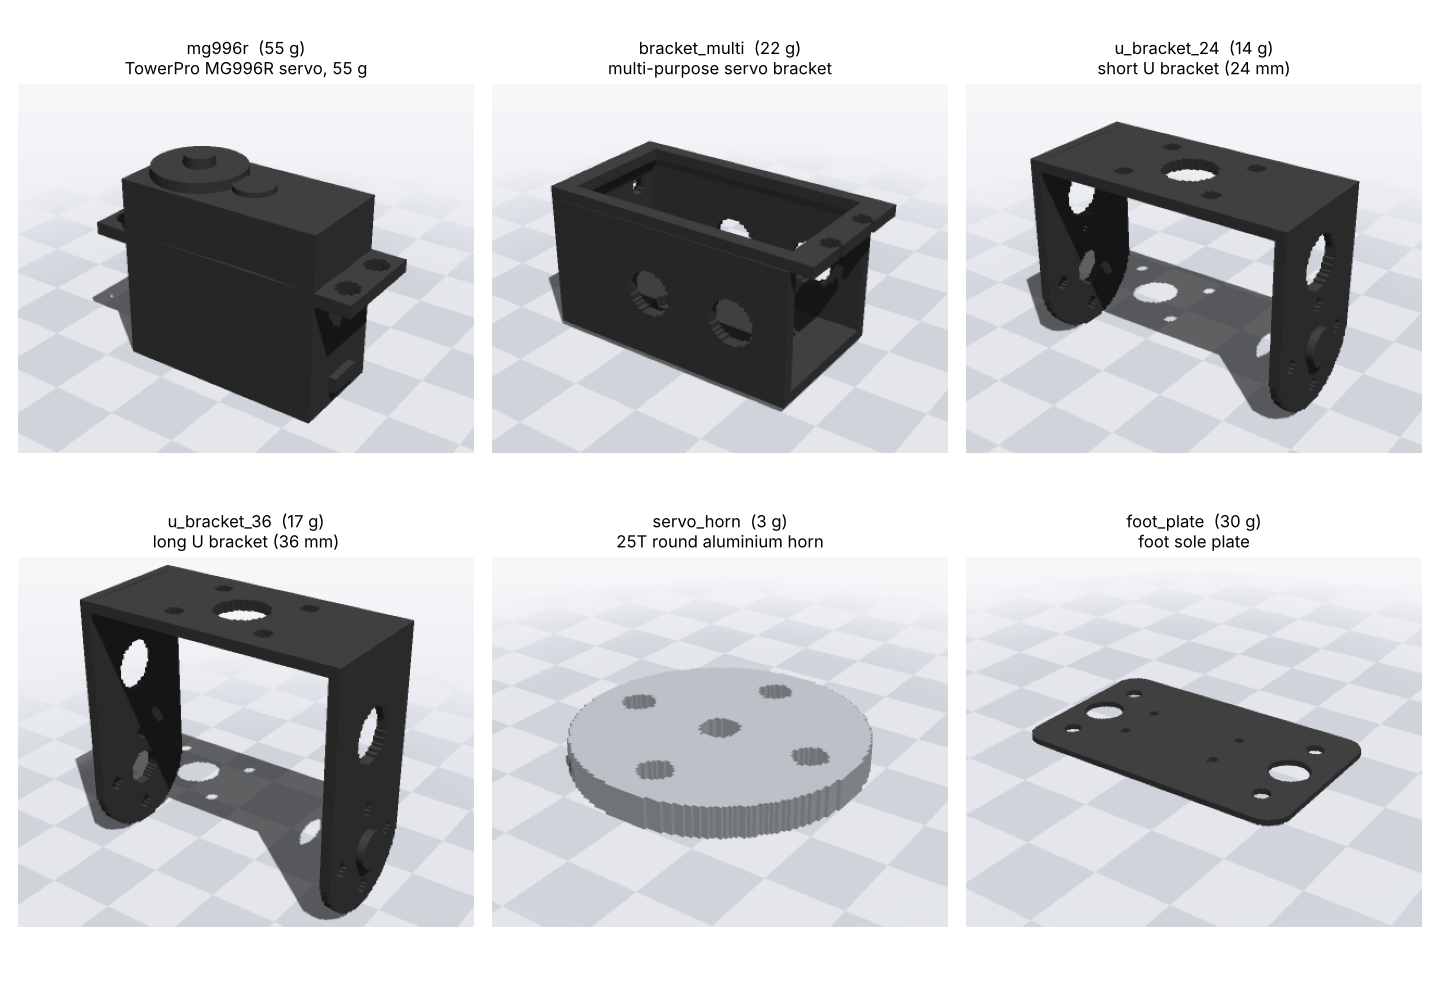 mg996r (55 g)
TowerPro MG996R servo, 55 g
bracket_multi (22 g)
multi-purpose servo bracket
u_bracket_24 (14 g)
short U bracket (24 mm)
u_bracket_36 (17 g)
long U bracket (36 mm)
servo_horn (3 g)
25T round aluminium horn
foot_plate (30 g)
foot sole plate